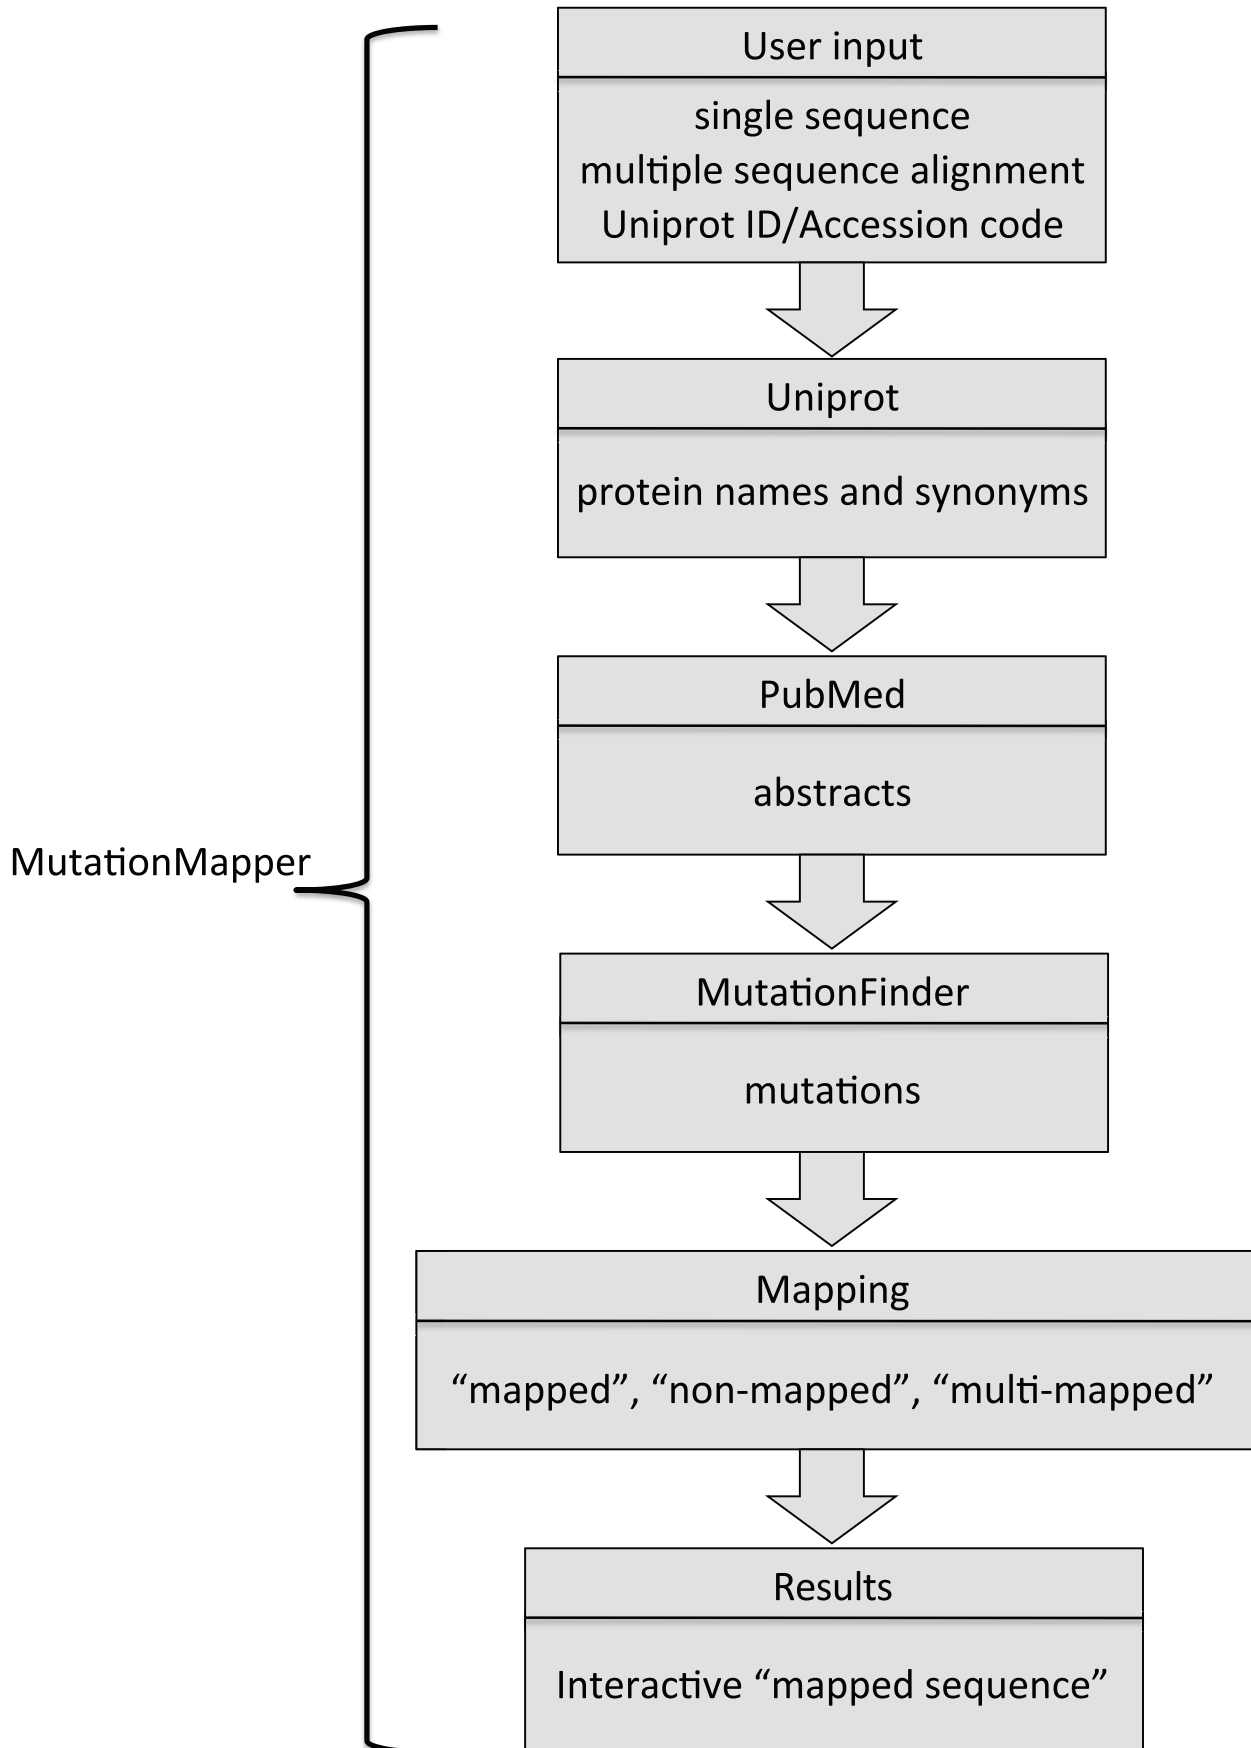 User input
single sequence
multiple sequence alignment
Uniprot ID/Accession code
Uniprot
protein names and synonyms
PubMed
abstracts
MutationMapper
MutationFinder
mutations
Mapping
“mapped”, “non-mapped”, “multi-mapped”
Results
Interactive “mapped sequence”